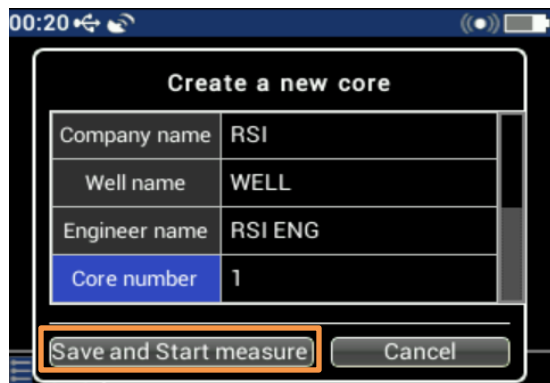 00:20
Create a new core
Company name RSI
Well name WELL
Engineer name RSI ENG
Core number 1
Save and Start measure Cancel